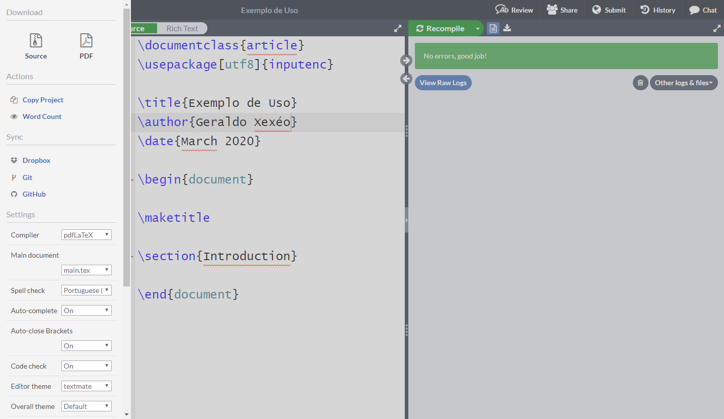 Download
Source
PDF
Actions
Copy Project
Word Count
Sync
Dropbox
Git
GitHub
Settings
Compiler
pdfLaTeX
Main document
main.tex
Spell check
Portuguese (
Auto-complete
On
Auto-close Brackets
On
Code check
On
Editor theme
textmate
Overall theme
Default
Exemplo de Uso
Review
Share
Submit
History
Chat
rce
Rich Text
Recompile
\documentclass{article}
\usepackage[utf8]{inputenc}
\title{Exemplo de Uso}
\author{Geraldo Xexéo}
\date{March 2020}
\begin{document}
\maketitle
\section{Introduction}
\end{document}
No errors, good job!
View Raw Logs
Other logs & files